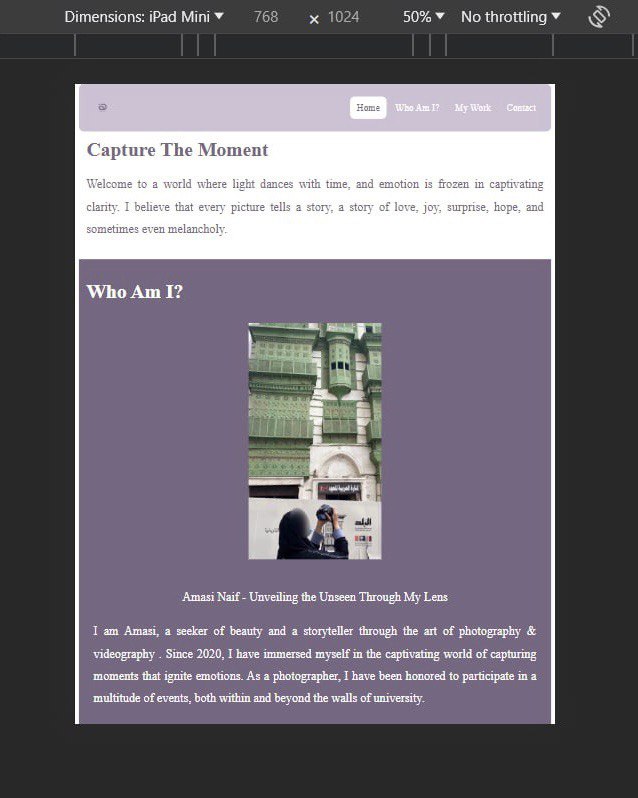 Dimensions: iPad Mini ▼ 768 × 1024 50% ▼ No throttling ▼
Home Who Am I? My Work Contact
Capture The Moment
Welcome to a world where light dances with time, and emotion is frozen in captivating
clarity. I believe that every picture tells a story, a story of love, joy, surprise, hope, and
sometimes even melancholy.
Who Am I?
Amasi Naif - Unveiling the Unseen Through My Lens
I am Amasi, a seeker of beauty and a storyteller through the art of photography &
videography . Since 2020, I have immersed myself in the captivating world of capturing
moments that ignite emotions. As a photographer, I have been honored to participate in a
multitude of events, both within and beyond the walls of university.